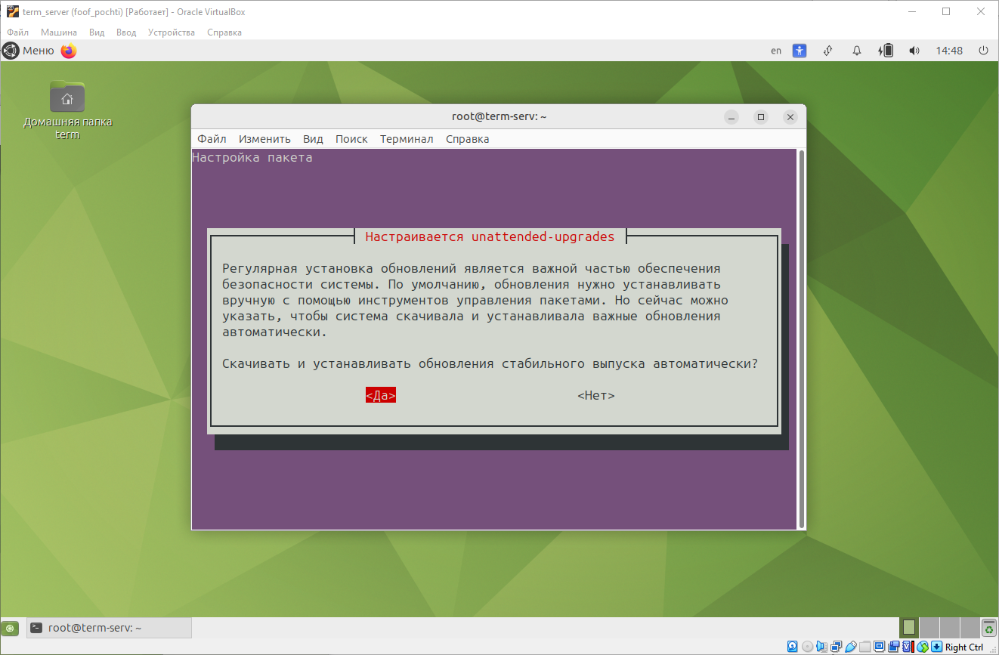 term_server (foof_pochti) [Работает] - Oracle VirtualBox
Файл Машина Вид Ввод Устройства Справка
Меню en 14:48
Домашняя папка
term
root@term-serv: ~
Файл Изменить Вид Поиск Терминал Справка
Настройка пакета
Настраивается unattended-upgrades
Регулярная установка обновлений является важной частью обеспечения
безопасности системы. По умолчанию, обновления нужно устанавливать
вручную с помощью инструментов управления пакетами. Но сейчас можно
указать, чтобы система скачивала и устанавливала важные обновления
автоматически.
Скачивать и устанавливать обновления стабильного выпуска автоматически?
<Да> <Нет>
root@term-serv: ~
Right Ctrl